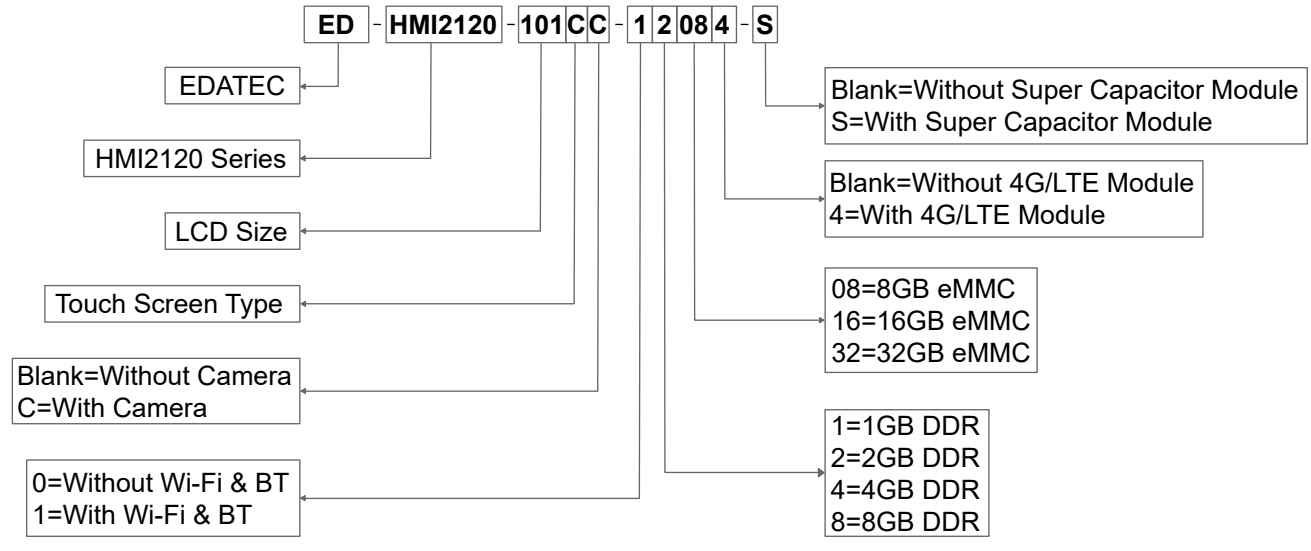 ED - HMI2120 - 101 C C - 1 2 08 4 - S
EDATEC
HMI2120 Series
LCD Size
Touch Screen Type
Blank=Without Camera
C=With Camera
0=Without Wi-Fi & BT
1=With Wi-Fi & BT
Blank=Without Super Capacitor Module
S=With Super Capacitor Module
Blank=Without 4G/LTE Module
4=With 4G/LTE Module
08=8GB eMMC
16=16GB eMMC
32=32GB eMMC
1=1GB DDR
2=2GB DDR
4=4GB DDR
8=8GB DDR